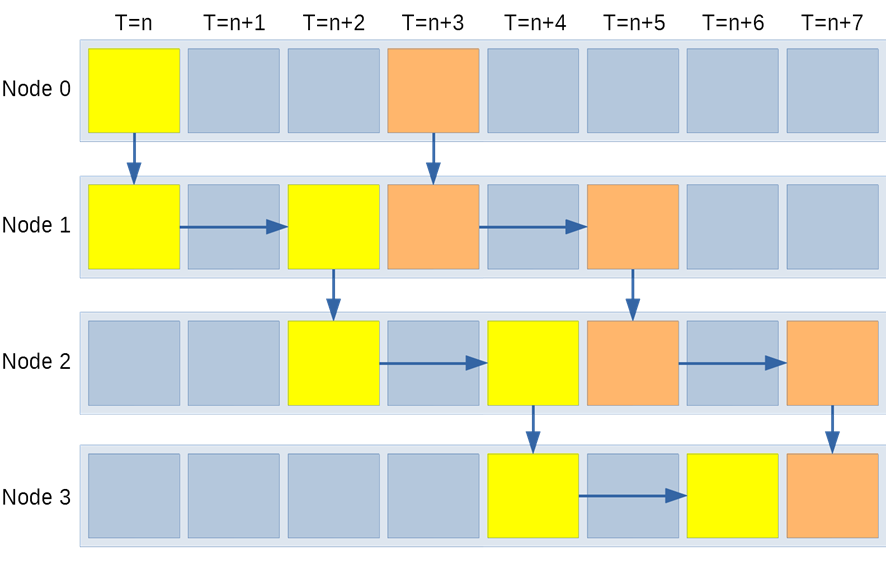 T=n T=n+1 T=n+2 T=n+3 T=n+4 T=n+5 T=n+6 T=n+7
Node 0
Node 1
Node 2
Node 3